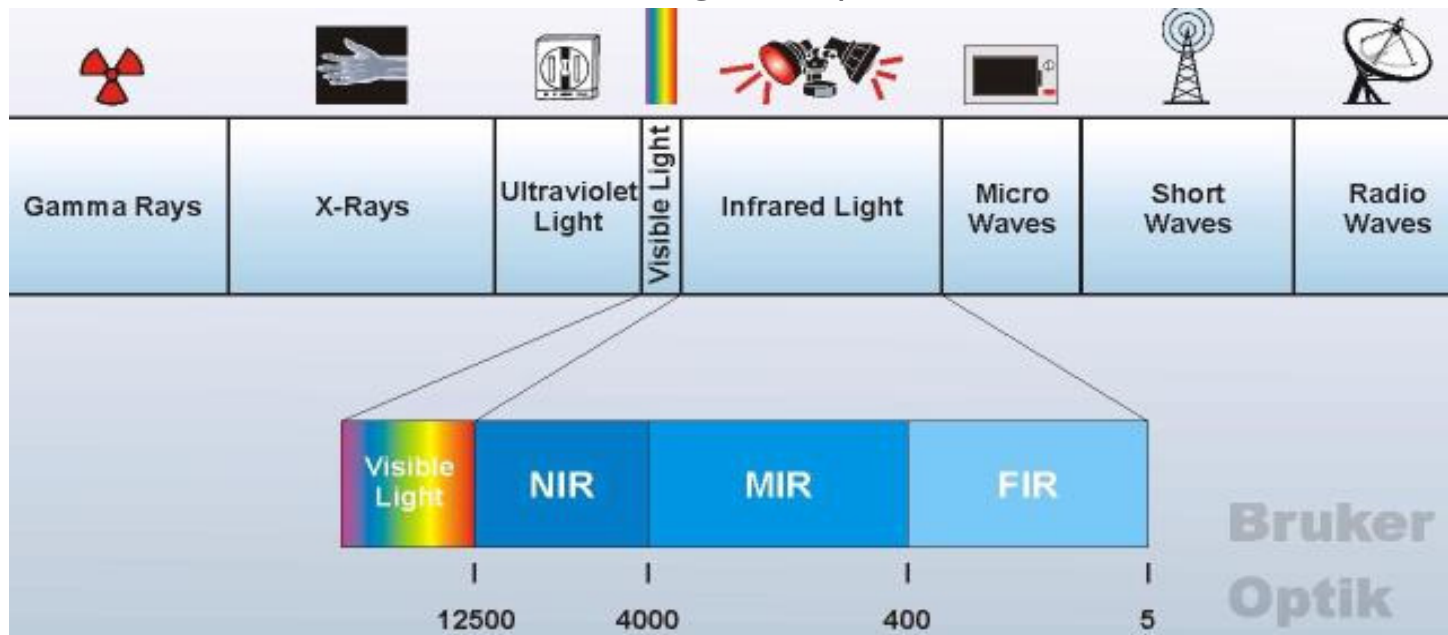 Gamma Rays
X-Rays
Ultraviolet
Light
Visible Light
Infrared Light
Micro
Waves
Short
Waves
Radio
Waves
Visible
Light
NIR
MIR
FIR
12500
4000
400
5
Bruker
Optik